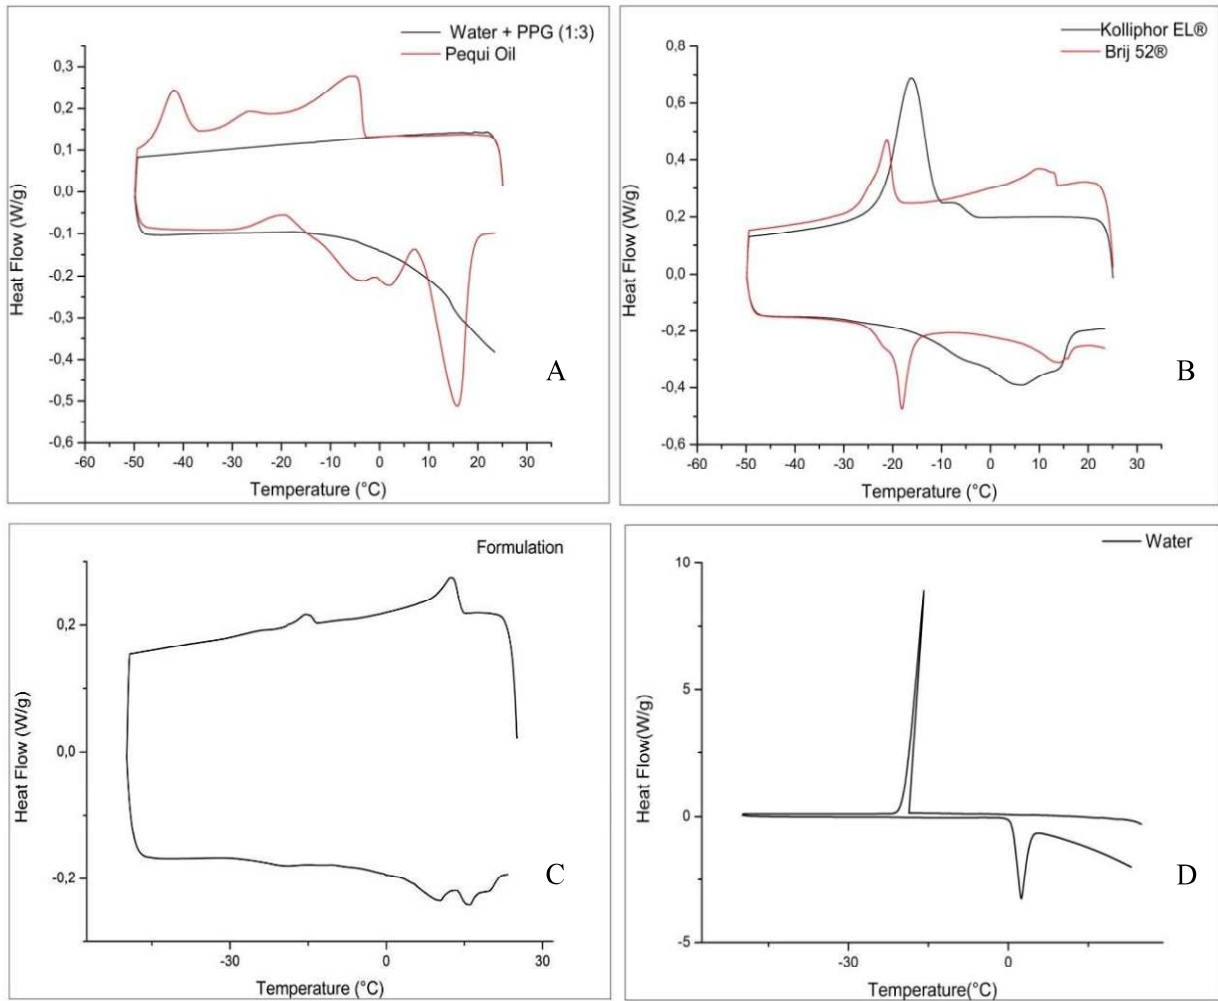 Water + PPG (1:3)
Pequi Oil
0,3
0,2
0,1
0,0
-0,1
-0,2
-0,3
-0,4
-0,5
-0,6
Heat Flow (W/g)
-60 -50 -40 -30 -20 -10 0 10 20 30
Temperature (°C)
A
Kolliphor EL®
Brij 52®
0,8
0,6
0,4
0,2
0,0
-0,2
-0,4
-0,6
Heat Flow (W/g)
-60 -50 -40 -30 -20 -10 0 10 20 30
Temperature (°C)
B
Formulation
0,2
0,0
-0,2
Heat Flow (W/g)
-30 0 30
Temperature (°C)
C
Water
10
5
0
-5
Heat Flow(W/g)
-30 0
Temperature(°C)
D